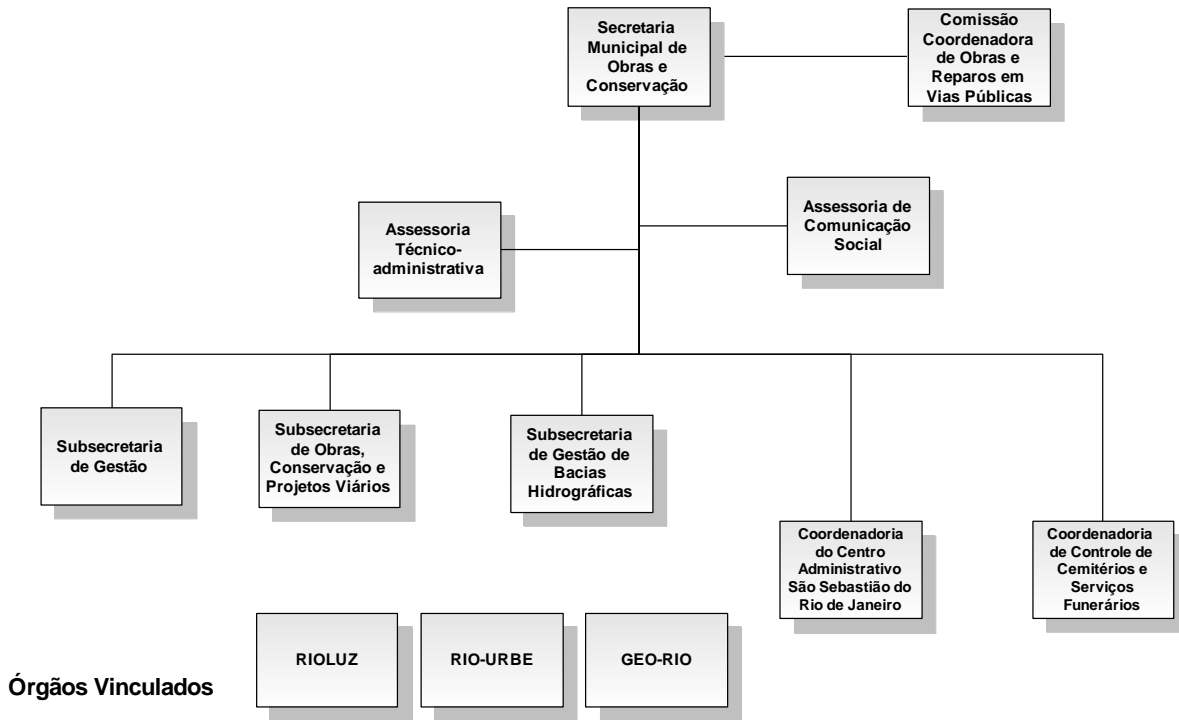 Secretaria
Municipal de
Obras e
Conservação
Comissão
Coordenadora
de Obras e
Reparos em
Vias Públicas
Assessoria
Técnico-
administrativa
Assessoria de
Comunicação
Social
Subsecretaria
de Gestão
Subsecretaria
de Obras,
Conservação e
Projetos Viários
Subsecretaria
de Gestão de
Bacias
Hidrográficas
Coordenadoria
do Centro
Administrativo
São Sebastião do
Rio de Janeiro
Coordenadoria
de Controle de
Cemitérios e
Serviços
Funerários
Órgãos Vinculados
RIOLUZ
RIO-URBE
GEO-RIO